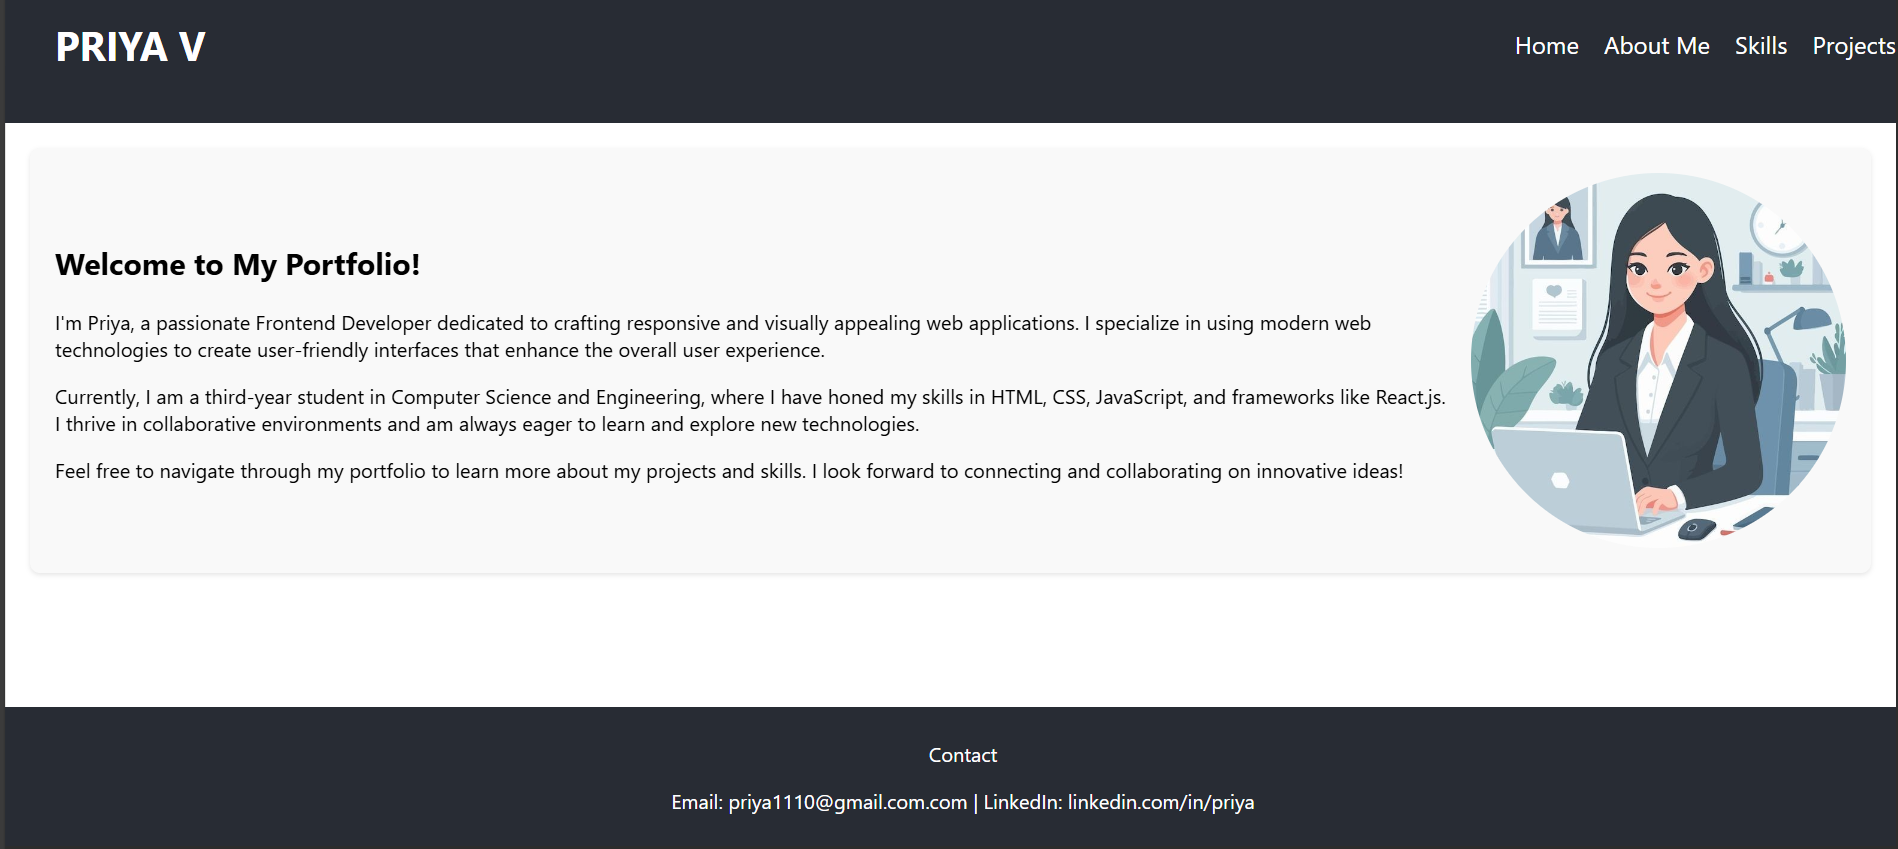 PRIYA V
Home About Me Skills Projects
Welcome to My Portfolio!
I'm Priya, a passionate Frontend Developer dedicated to crafting responsive and visually appealing web applications. I specialize in using modern web
technologies to create user-friendly interfaces that enhance the overall user experience.
Currently, I am a third-year student in Computer Science and Engineering, where I have honed my skills in HTML, CSS, JavaScript, and frameworks like React.js.
I thrive in collaborative environments and am always eager to learn and explore new technologies.
Feel free to navigate through my portfolio to learn more about my projects and skills. I look forward to connecting and collaborating on innovative ideas!
Contact
Email: priya1110@gmail.com.com | LinkedIn: linkedin.com/in/priya